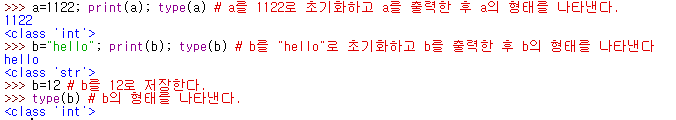 >>> a=1122; print(a); type(a) # a를 1122로 초기화하고 a을 출력한 후 a의 형태를 나타낸다.
1122
<class 'int'>
>>> b="hello"; print(b); type(b) # b를 "hello"로 초기화하고 b를 출력한 후 b의 형태를 나타낸다
hello
<class 'str'>
>>> b=12 # b를 12로 저장한다.
>>> type(b) # b의 형태를 나타낸다.
<class 'int'>